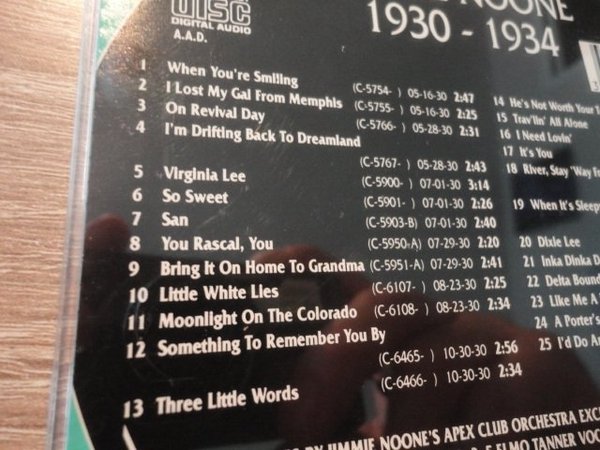 DISC
DIGITAL AUDIO
A.A.D.
NOONE
1930 - 1934
1 When You're Smiling (C-5754- ) 05-16-30 2:47
2 I Lost My Gal From Memphis (C-5755- ) 05-16-30 2:25
3 On Revival Day (C-5766- ) 05-28-30 2:31
4 I'm Drifting Back To Dreamland
(C-5767- ) 05-28-30 2:43
5 Virginia Lee (C-5900- ) 07-01-30 3:14
6 So Sweet (C-5901- ) 07-01-30 2:26
7 San (C-5903-B) 07-01-30 2:40
8 You Rascal, You (C-5950-A) 07-29-30 2:20
9 Bring It On Home To Grandma (C-5951-A) 07-29-30 2:41
10 Little White Lies (C-6107- ) 08-23-30 2:25
11 Moonlight On The Colorado (C-6108- ) 08-23-30 2:34
12 Something To Remember You By
(C-6465- ) 10-30-30 2:56
13 Three Little Words (C-6466- ) 10-30-30 2:34
14 He's Not Worth Your
15 Trav'lin' All Alone
16 I Need Lovin'
17 It's You
18 River, Stay 'Way
19 When It's
20 Dixie Lee
21 Inka Dinka
22 Delta Bound
23 Like Me A
24 A Porter's
25 I'd Do
BY JIMMIE NOONE'S APEX CLUB ORCHESTRA
ELMO TANNER